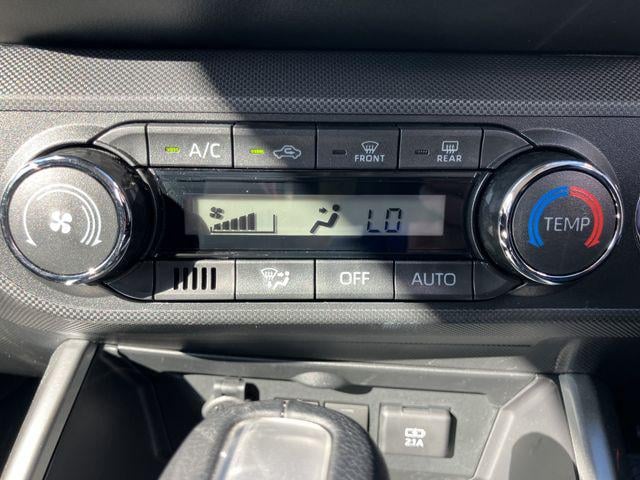 A/C
FRONT
REAR
LO
TEMP
OFF
AUTO
2.1A